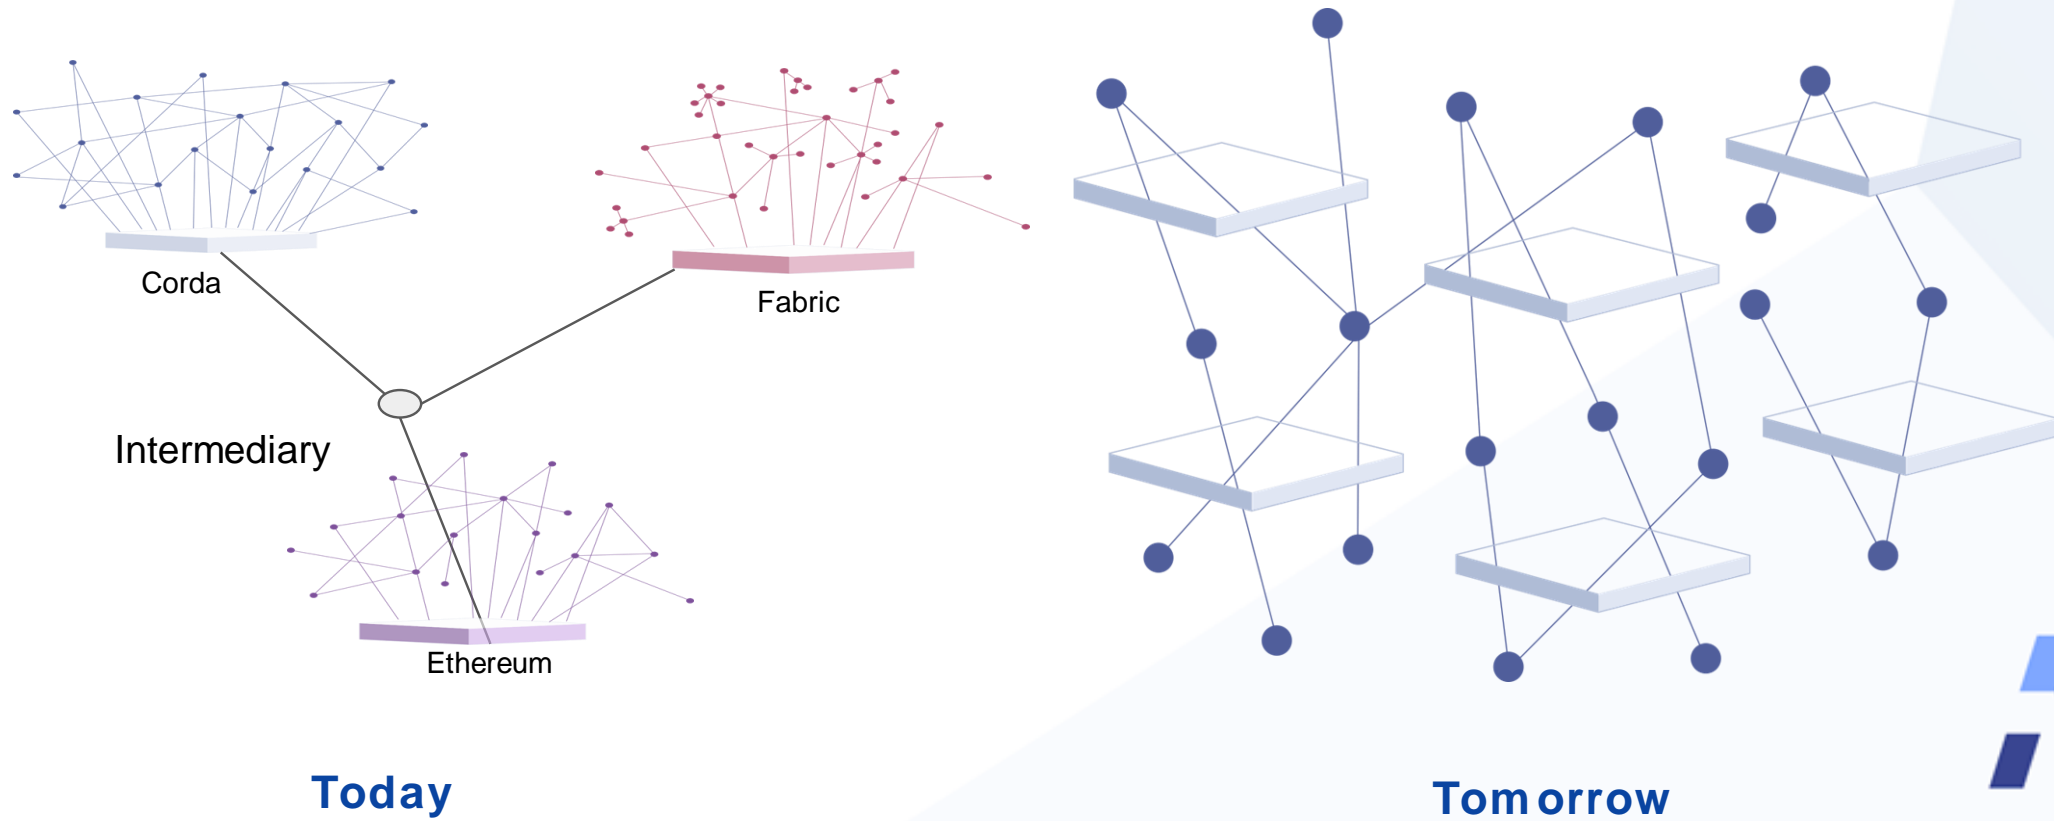 Corda
Fabric
Intermediary
Ethereum
Today
Tomorrow